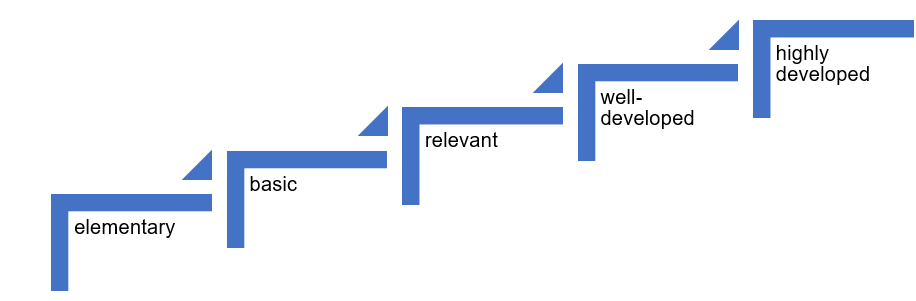 elementary
basic
relevant
well-
developed
highly
developed